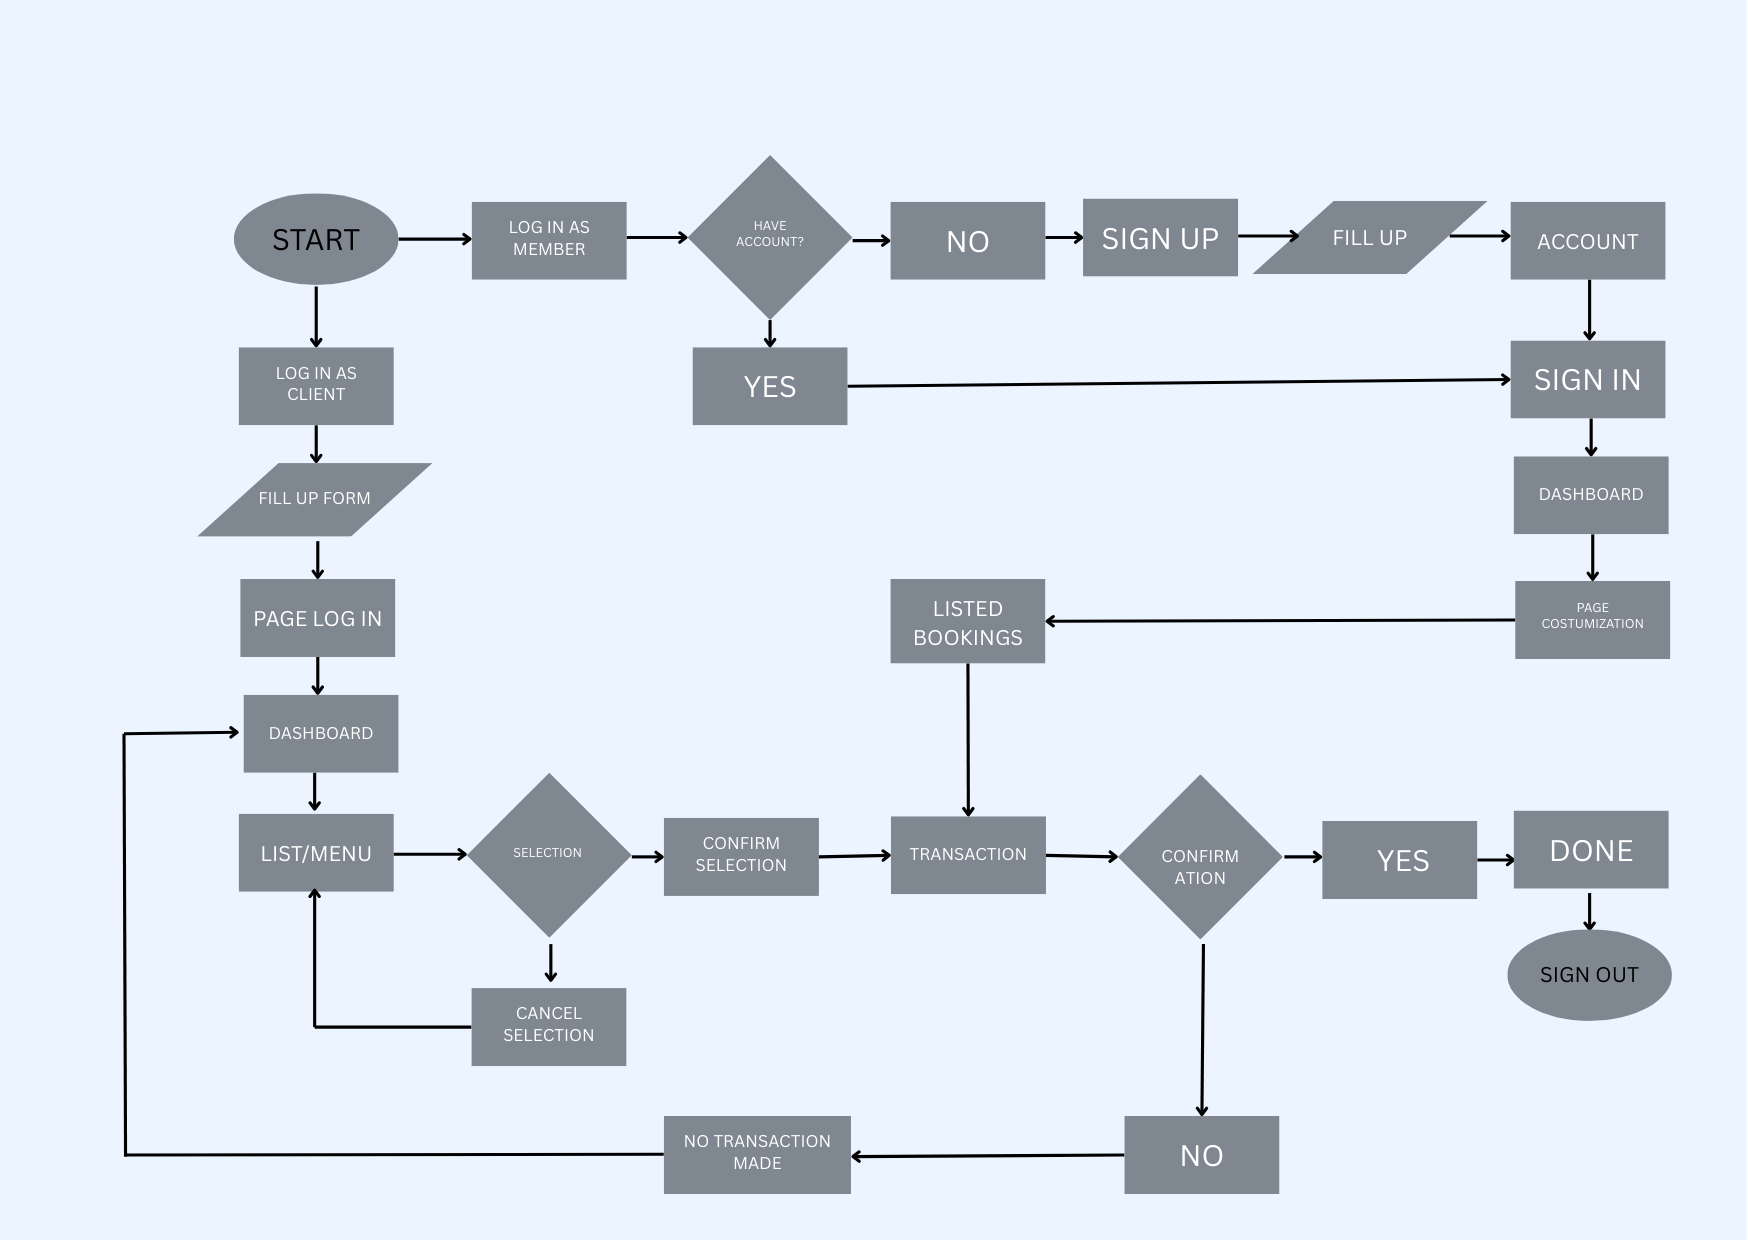 START
LOG IN AS
MEMBER
HAVE
ACCOUNT?
NO
SIGN UP
FILL UP
ACCOUNT
LOG IN AS
CLIENT
YES
SIGN IN
FILL UP FORM
DASHBOARD
PAGE LOG IN
LISTED
BOOKINGS
PAGE
COSTUMIZATION
DASHBOARD
LIST/MENU
SELECTION
CONFIRM
SELECTION
TRANSACTION
CONFIRM
ATION
YES
DONE
SIGN OUT
CANCEL
SELECTION
NO TRANSACTION
MADE
NO